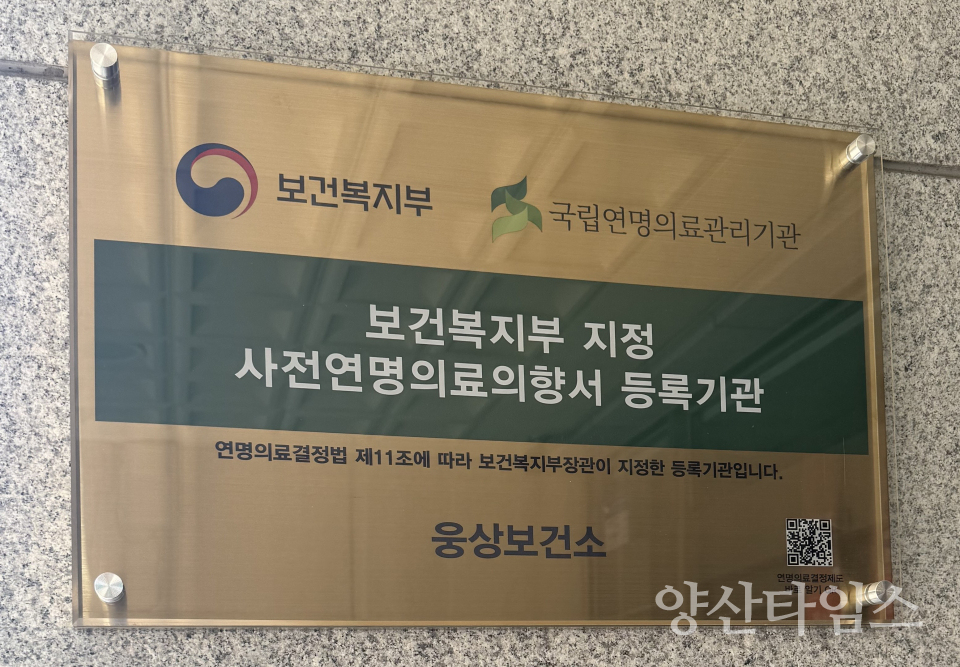 보건복지부
국립연명의료관리기관
보건복지부 지정
사전연명의료의향서 등록기관
연명의료결정법 제11조에 따라 보건복지부장관이 지정한 등록기관입니다.
웅상보건소
연명의료결정제도
양산타임스